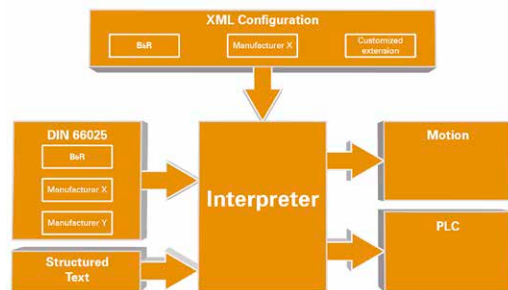 XML Configuration
B&R
Manufacturer X
Customized
extension
DIN 66025
B&R
Manufacturer X
Manufacturer Y
Structured
Text
Interpreter
Motion
PLC